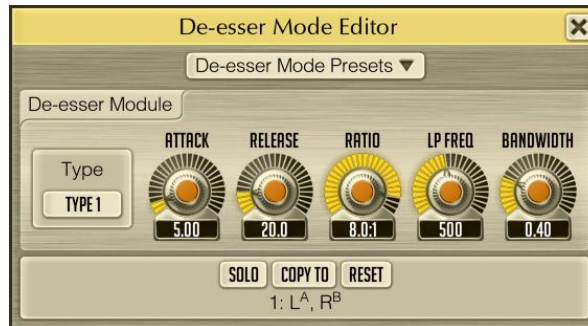 De-esser Mode Editor
De-esser Mode Presets
De-esser Module
Type
TYPE 1
ATTACK RELEASE RATIO LP FREQ BANDWIDTH
5.00 20.0 8.0:1 500 0.40
SOLO COPY TO RESET
1: Lᴬ, Rᴮ